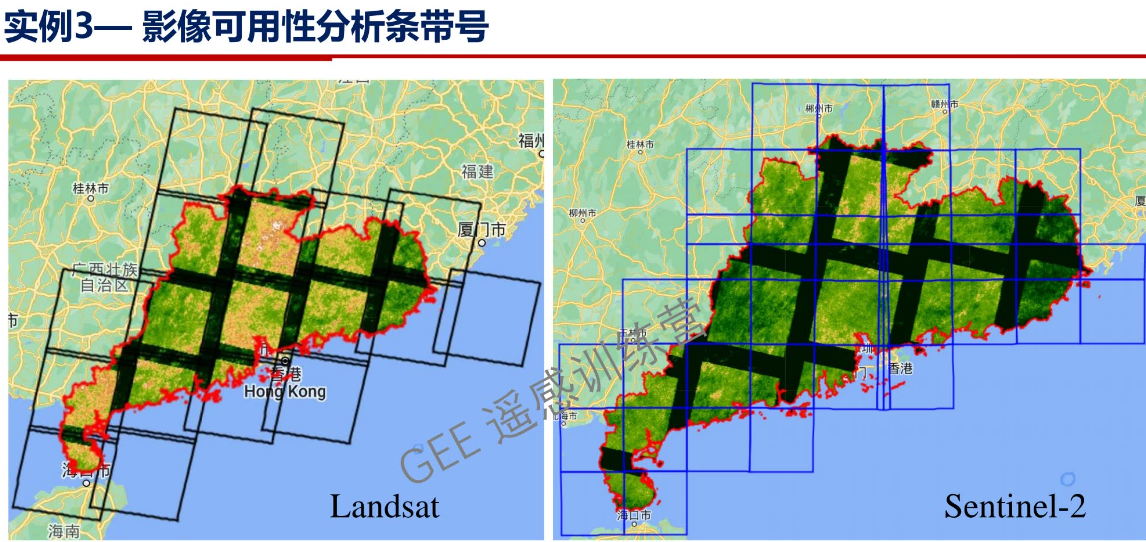 实例3— 影像可用性分析条带号
桂林市
福州
福建
厦门市
广西壮族
自治区
市
香港
Hong Kong
海口市
海南
Landsat
郴州市
赣州市
桂林市
柳州市
厦
香港
北海市
海口市
Sentinel-2
GEE 遥感训练营